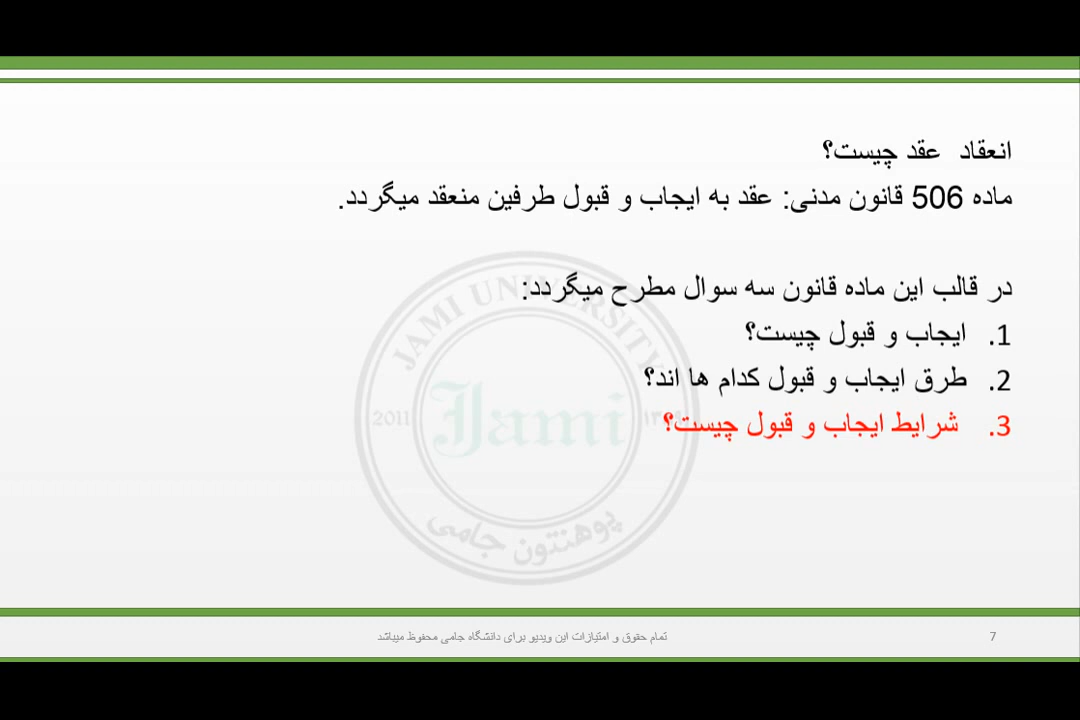 انعقاد عقد چیست؟
ماده 506 قانون مدنی: عقد به ایجاب و قبول طرفین منعقد میگردد.
در قالب این ماده قانون سه سوال مطرح میگردد:
1. ایجاب و قبول چیست؟
2. طرق ایجاب و قبول کدام ها اند؟
3. شرایط ایجاب و قبول چیست؟
JAMI UNIVERSITY
2011
Jami
پوهنتون جامی
تمام حقوق و امتیازات این ویدیو برای دانشگاه جامی محفوظ میباشد
7